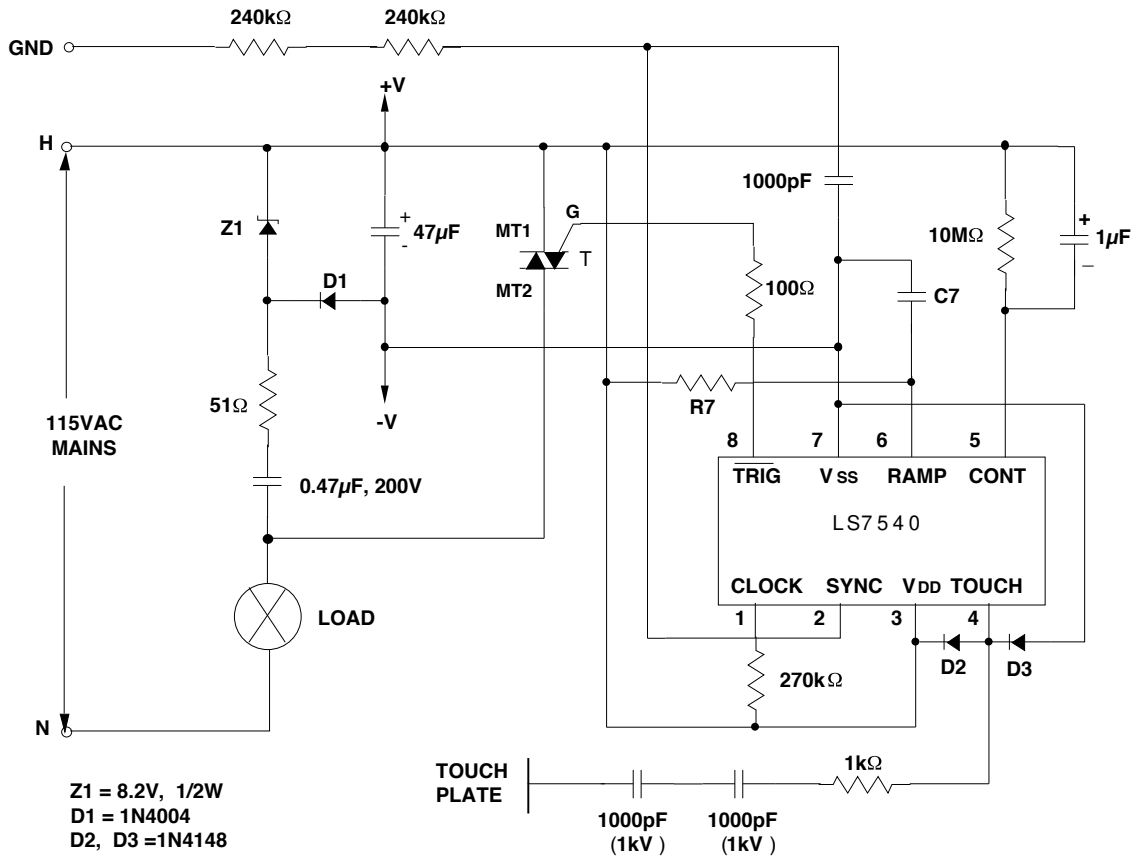 240kΩ 240kΩ
GND
+V
H
1000pF
Z1
+
-
47µF
MT1
G
T
MT2
10MΩ
+
1µF
–
D1
100Ω
C7
51Ω
R7
-V
115VAC
MAINS
8 7 6 5
0.47µF, 200V
TRIG VSS RAMP CONT
LS7540
CLOCK SYNC VDD TOUCH
1 2 3 4
LOAD
D2 D3
270kΩ
N
1kΩ
TOUCH
PLATE
Z1 = 8.2V, 1/2W
D1 = 1N4004
D2, D3 =1N4148
1000pF 1000pF
(1kV ) (1kV )